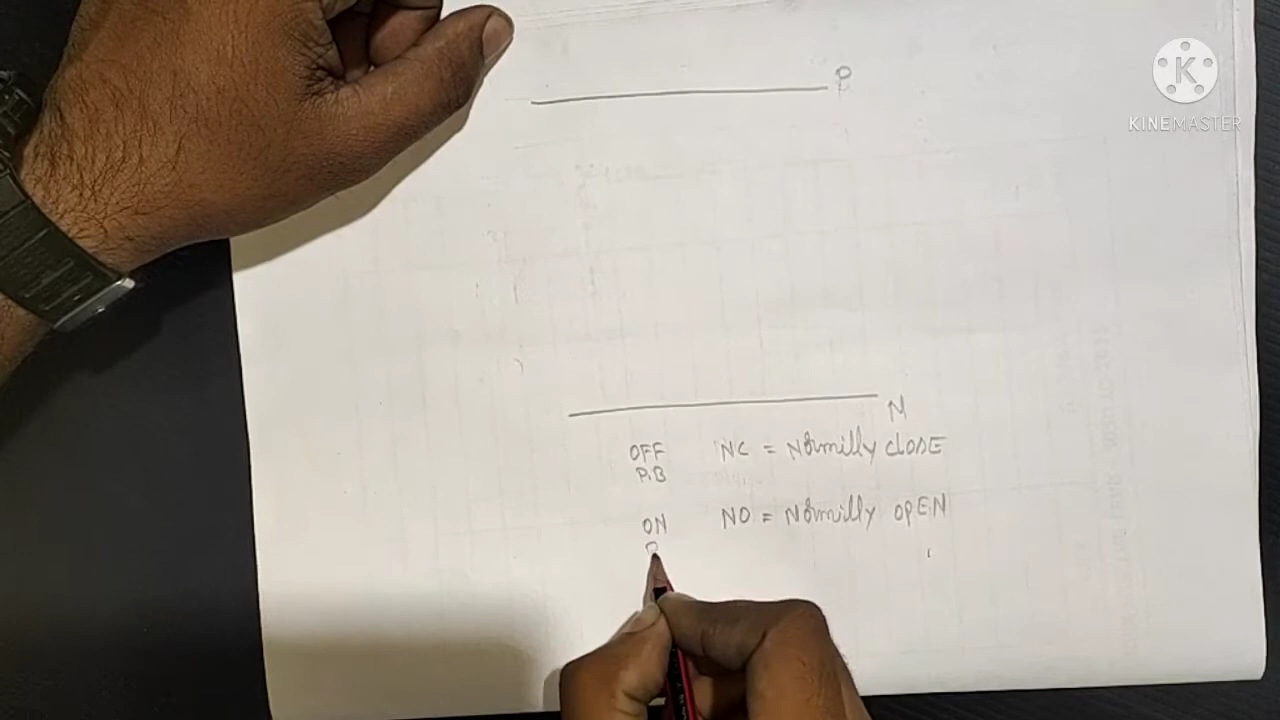 P
K
KINEMASTER
N
OFF NC = Normilly CLOSE
P.B
ON NO = Normilly OPEN
P